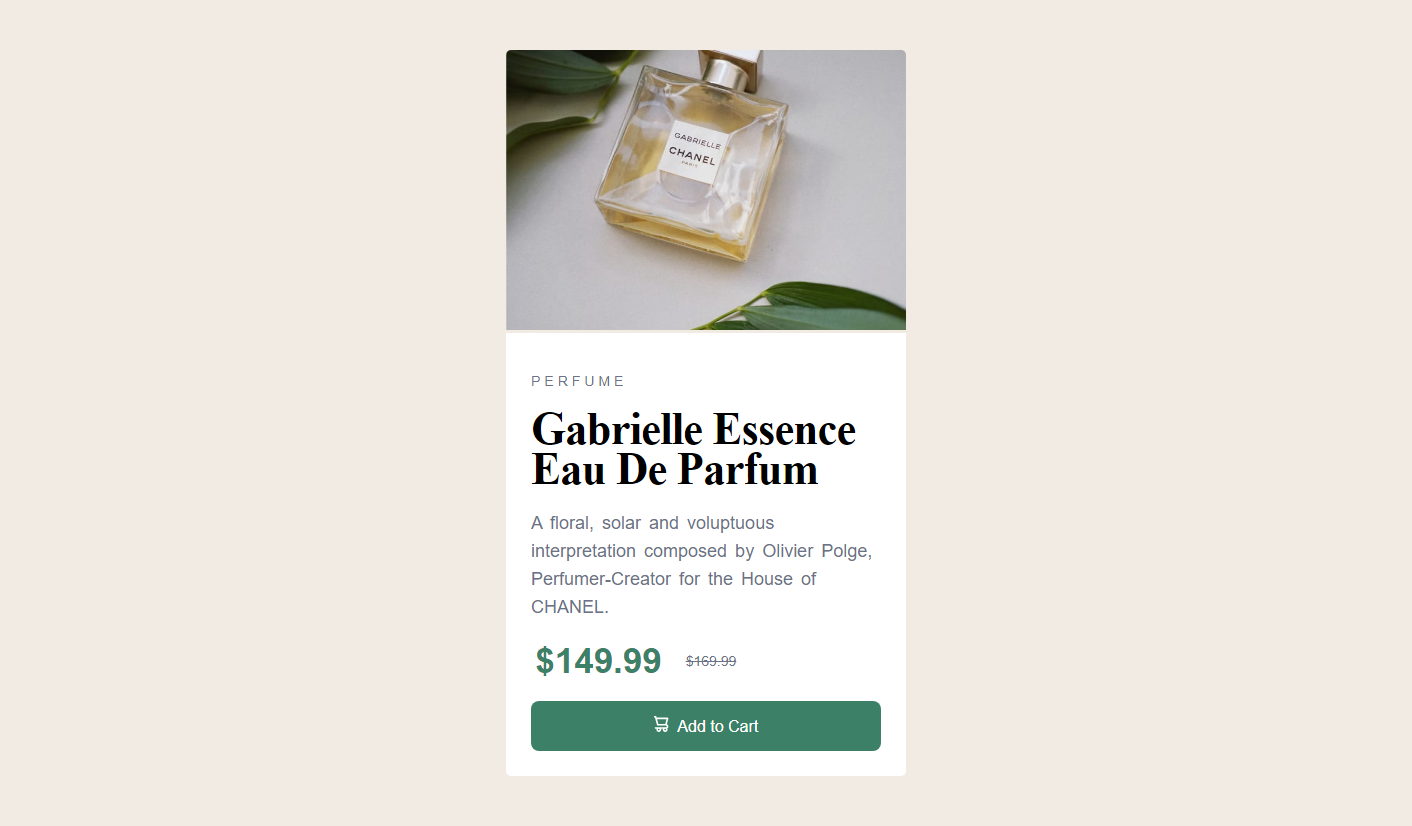 GABRIELLE
CHANEL
PARIS
PERFUME
Gabrielle Essence
Eau De Parfum
A floral, solar and voluptuous
interpretation composed by Olivier Polge,
Perfumer-Creator for the House of
CHANEL.
$149.99 $169.99
Add to Cart